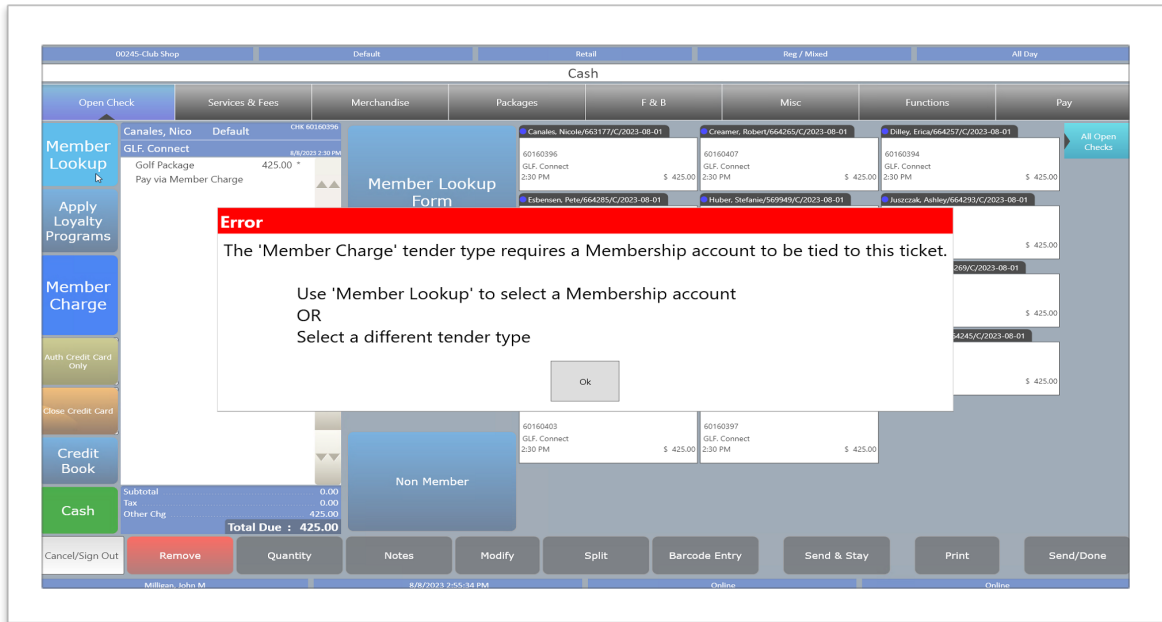 00245-Club Shop Default Retail Reg / Mixed All Day
Cash
Open Check Services & Fees Merchandise Packages F & B Misc Functions Pay
Member
Lookup
Apply
Loyalty
Programs
Member
Charge
Auth Credit Card
Only
Close Credit Card
Credit
Book
Cash
Canales, Nico Default CHK 60160396
GLF. Connect 8/8/2023 2:30 PM
Golf Package 425.00 *
Pay via Member Charge
Subtotal 0.00
Tax 0.00
Other Chg 425.00
Total Due : 425.00
Member Lookup
Form
Non Member
Canales, Nicole/663177/C/2023-08-01
60160396
GLF. Connect
2:30 PM $ 425.00
Creamer, Robert/664265/C/2023-08-01
60160407
GLF. Connect
2:30 PM $ 425.00
Dilley, Erica/664257/C/2023-08-01
60160394
GLF. Connect
2:30 PM $ 425.00
All Open
Checks
Esbensen, Pete/664285/C/2023-08-01
Huber, Stefanie/569949/C/2023-08-01
Juszczak, Ashley/664293/C/2023-08-01
$ 425.00
269/C/2023-08-01
$ 425.00
64245/C/2023-08-01
$ 425.00
60160403
GLF. Connect
2:30 PM $ 425.00
60160397
GLF. Connect
2:30 PM $ 425.00
Error
The 'Member Charge' tender type requires a Membership account to be tied to this ticket.
Use 'Member Lookup' to select a Membership account
OR
Select a different tender type
Ok
Cancel/Sign Out Remove Quantity Notes Modify Split Barcode Entry Send & Stay Print Send/Done
Milligan, John M 8/8/2023 2:55:34 PM Online Online